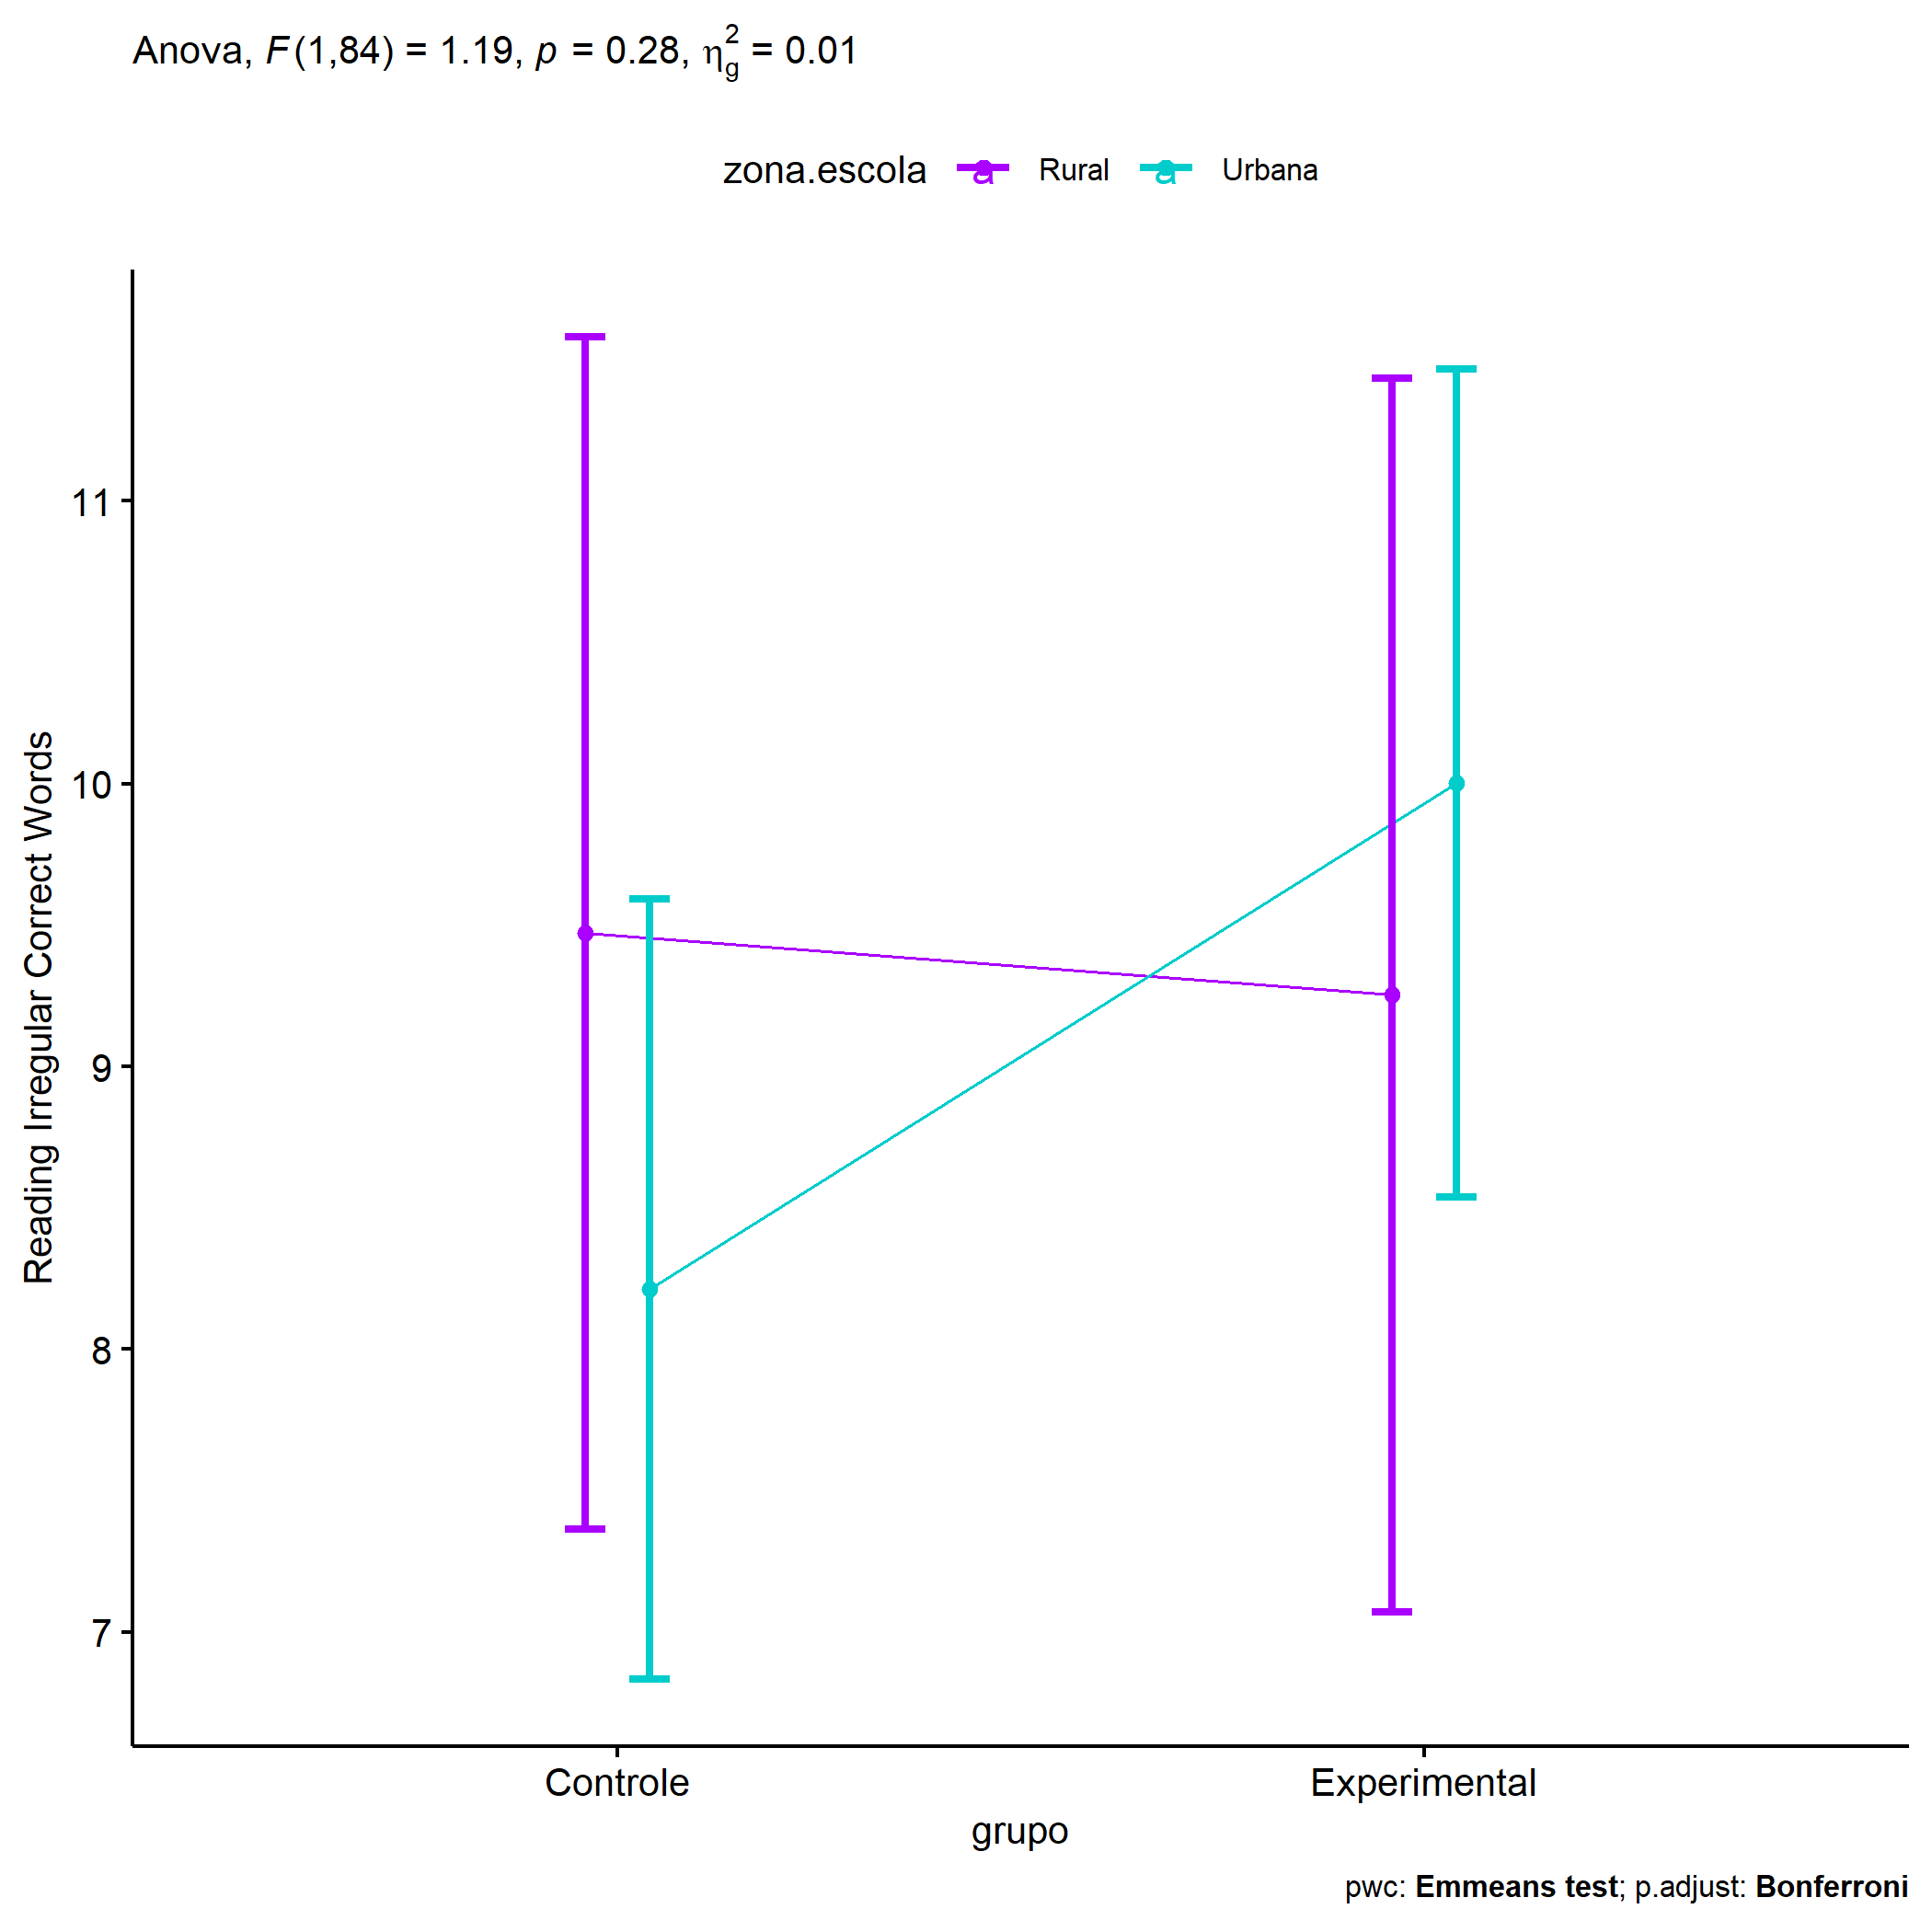 Anova, F(1,84) = 1.19, p = 0.28, η²g = 0.01
zona.escola a Rural a Urbana
Reading Irregular Correct Words
11
10
9
8
7
Controle Experimental
grupo
pwc: Emmeans test; p.adjust: Bonferroni